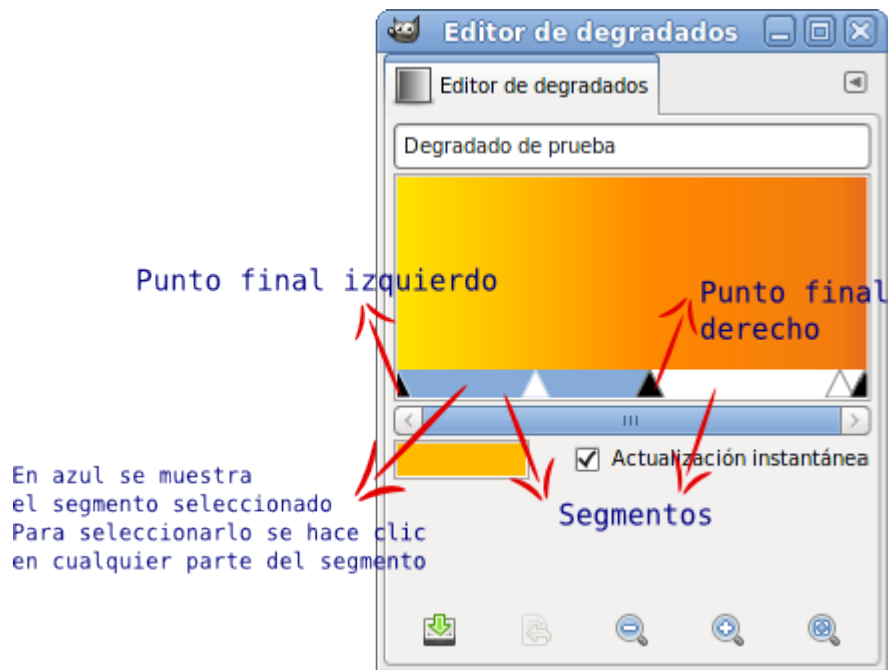 Editor de degradados
Editor de degradados
Degradado de prueba
Punto final izquierdo
Punto final
derecho
Actualización instantánea
En azul se muestra
el segmento seleccionado
Para seleccionarlo se hace clic
en cualquier parte del segmento
Segmentos